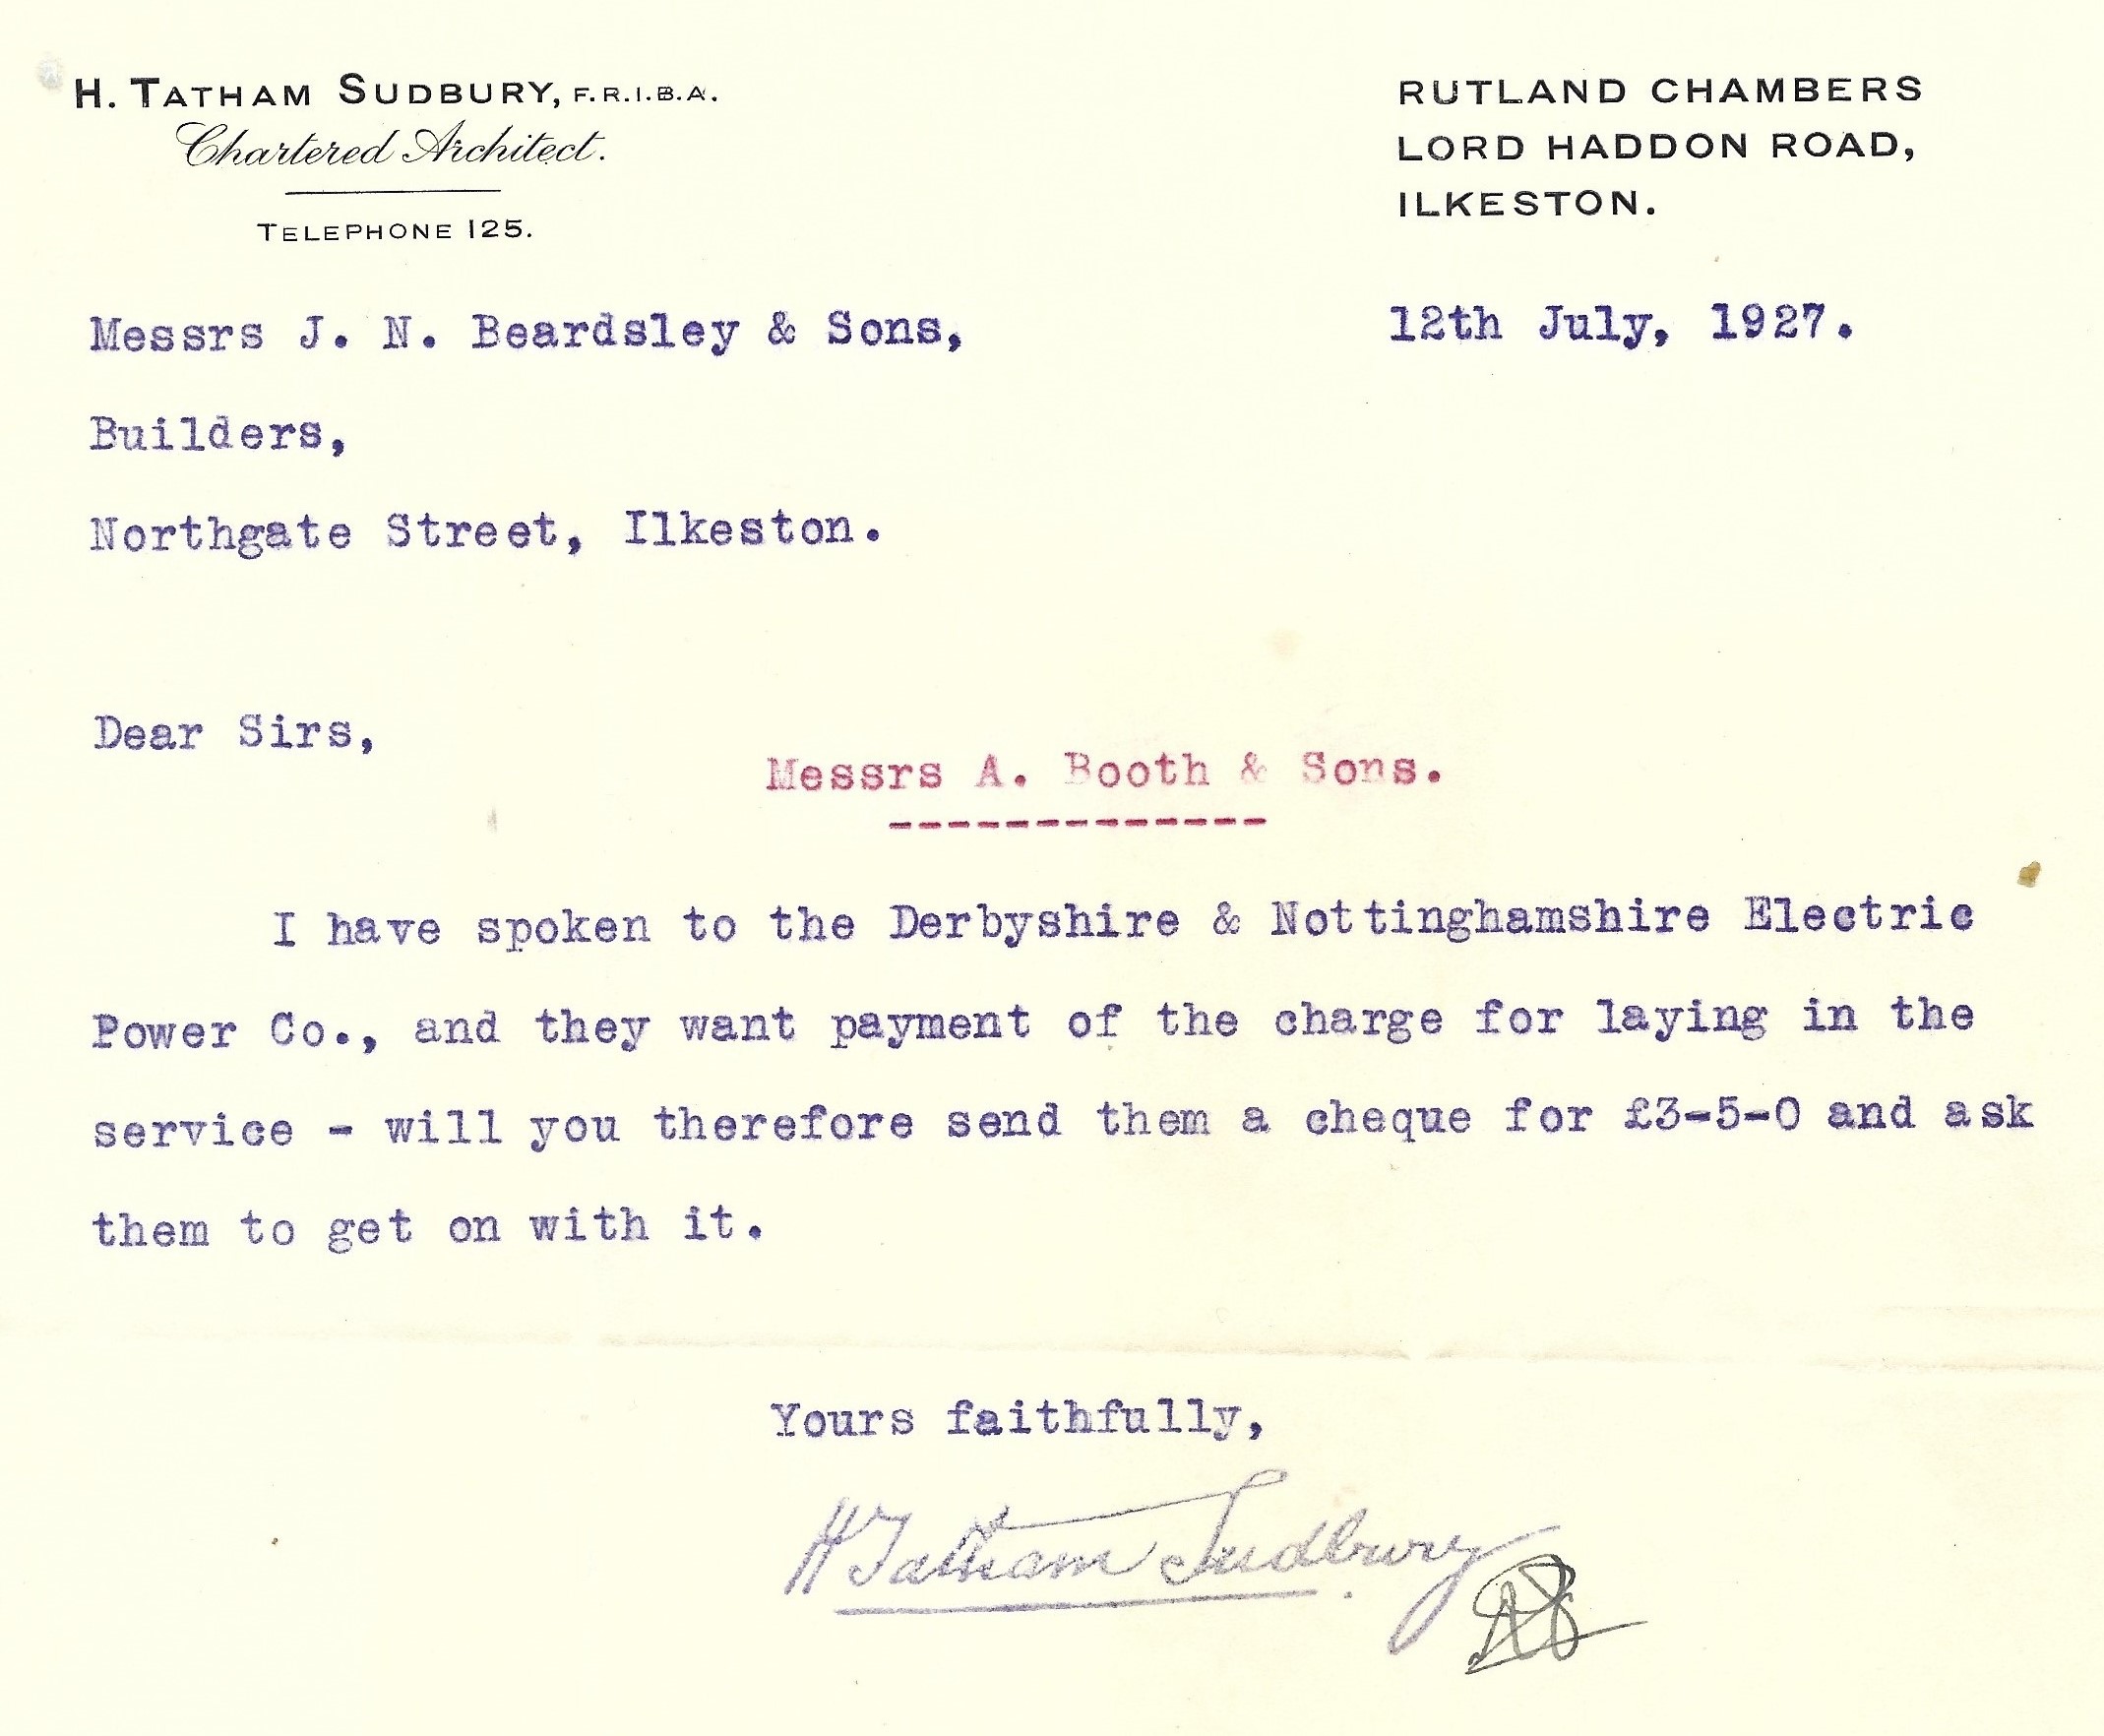 H. TATHAM SUDBURY, F.R.I.B.A.
Chartered Architect.
TELEPHONE 125.
RUTLAND CHAMBERS
LORD HADDON ROAD,
ILKESTON.
12th July, 1927.
Messrs J. N. Beardsley & Sons,
Builders,
Northgate Street, Ilkeston.
Dear Sirs,
Messrs A. Booth & Sons.
-------------
I have spoken to the Derbyshire & Nottinghamshire Electric
Power Co., and they want payment of the charge for laying in the
service - will you therefore send them a cheque for £3-5-0 and ask
them to get on with it.
Yours faithfully,
H Tatham Sudbury